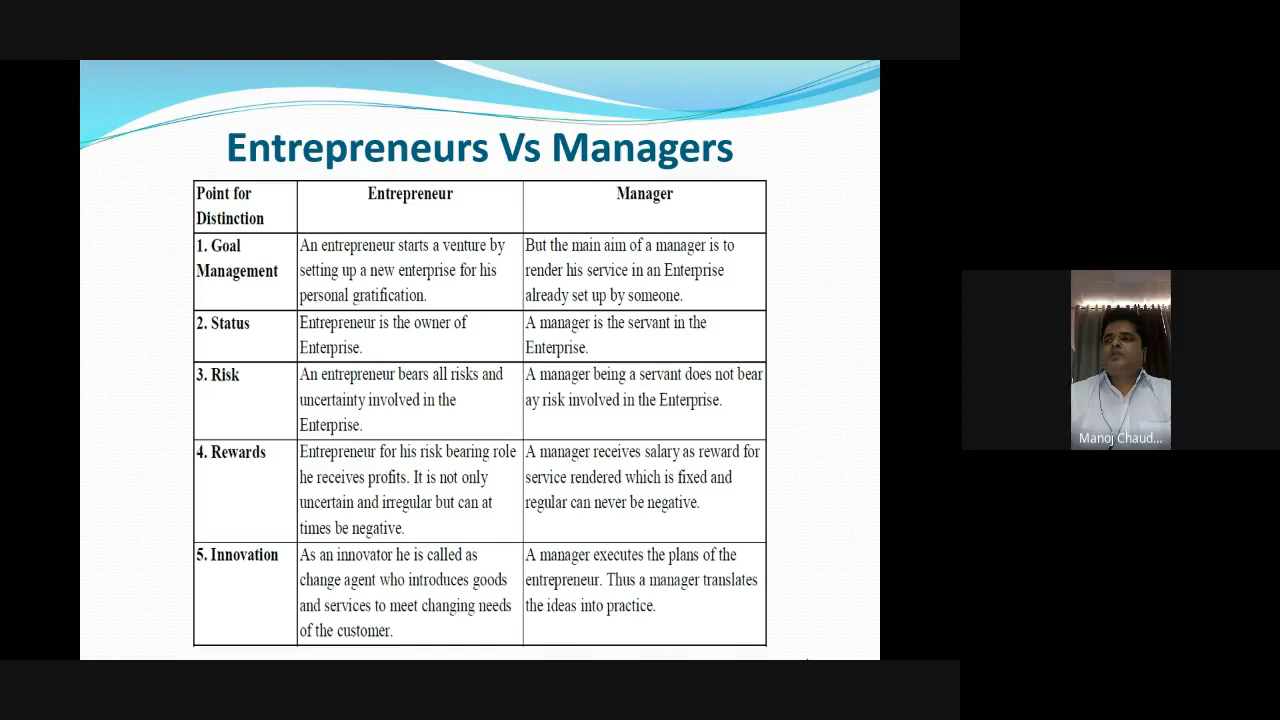 Entrepreneurs Vs Managers
Point for
Distinction
Entrepreneur
Manager
1. Goal
Management
An entrepreneur starts a venture by
setting up a new enterprise for his
personal gratification.
But the main aim of a manager is to
render his service in an Enterprise
already set up by someone.
2. Status
Entrepreneur is the owner of
Enterprise.
A manager is the servant in the
Enterprise.
3. Risk
An entrepreneur bears all risks and
uncertainty involved in the
Enterprise.
A manager being a servant does not bear
ay risk involved in the Enterprise.
4. Rewards
Entrepreneur for his risk bearing role
he receives profits. It is not only
uncertain and irregular but can at
times be negative.
A manager receives salary as reward for
service rendered which is fixed and
regular can never be negative.
5. Innovation
As an innovator he is called as
change agent who introduces goods
and services to meet changing needs
of the customer.
A manager executes the plans of the
entrepreneur. Thus a manager translates
the ideas into practice.
Manoj Chaud...